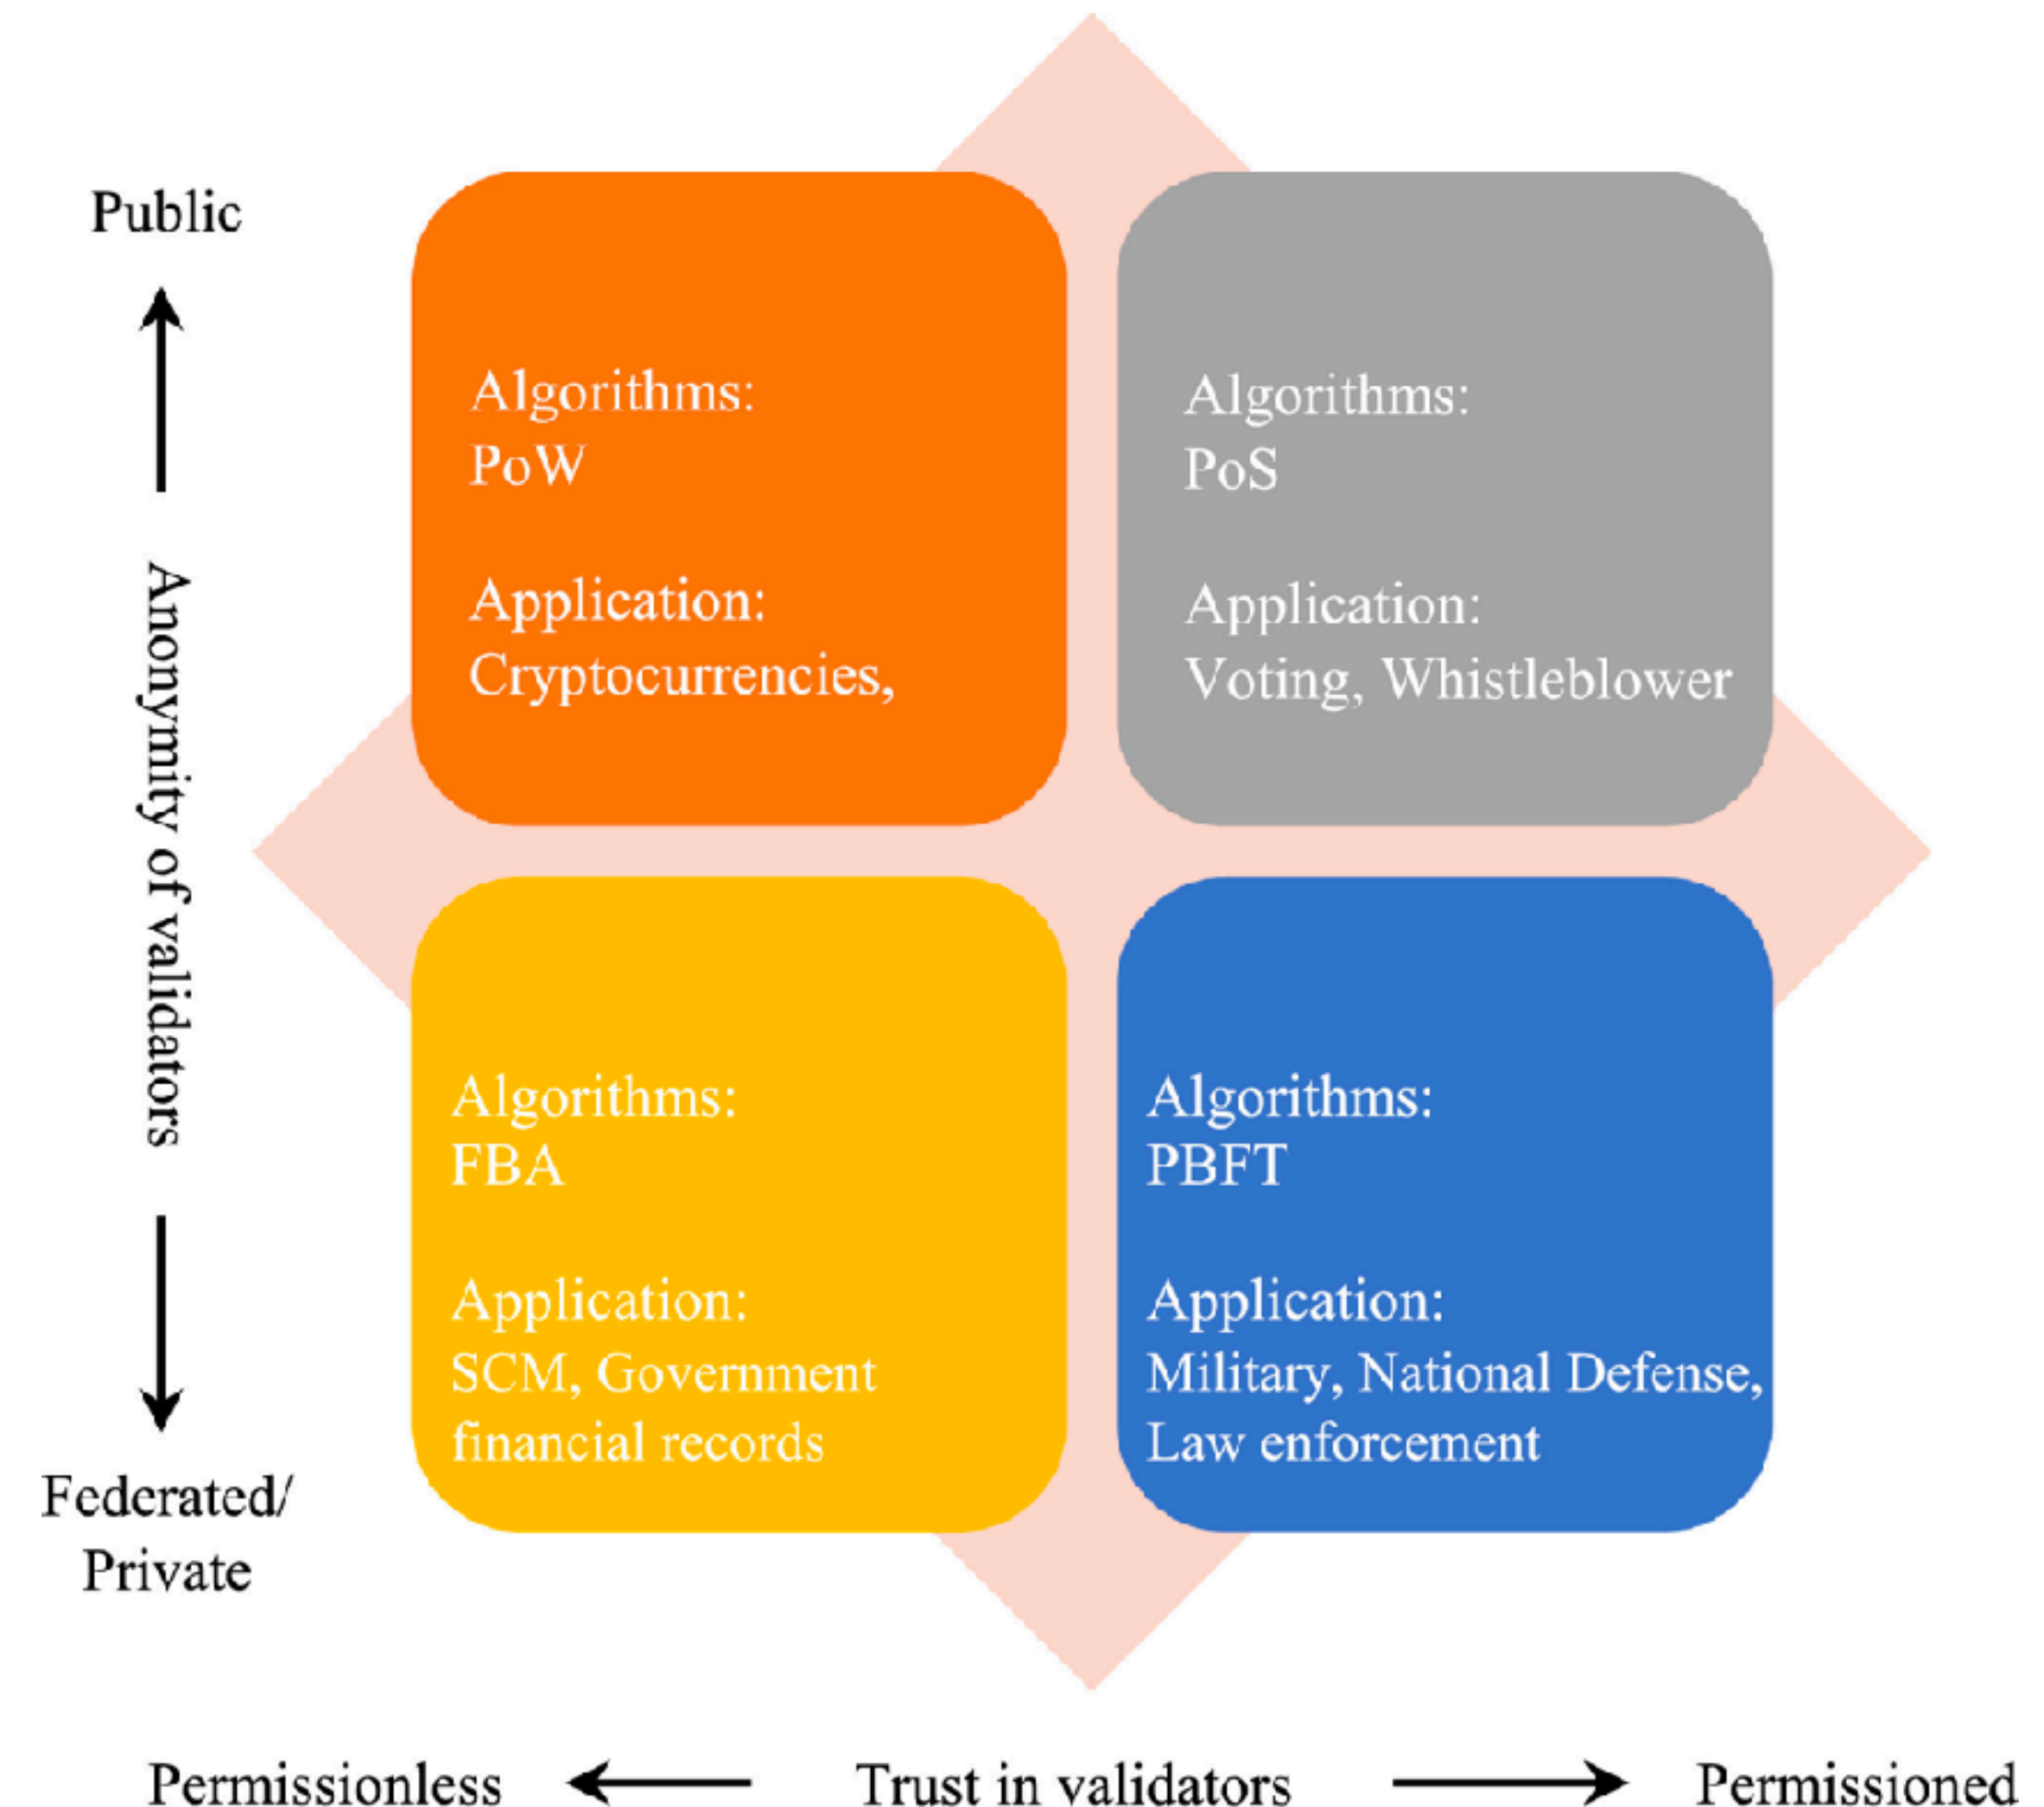 Public
Anonymity of validators
Federated/
Private
Algorithms:
PoW
Application:
Cryptocurrencies,
Algorithms:
PoS
Application:
Voting, Whistleblower
Algorithms:
FBA
Application:
SCM, Government
financial records
Algorithms:
PBFT
Application:
Military, National Defense,
Law enforcement
Permissionless
Trust in validators
Permissioned